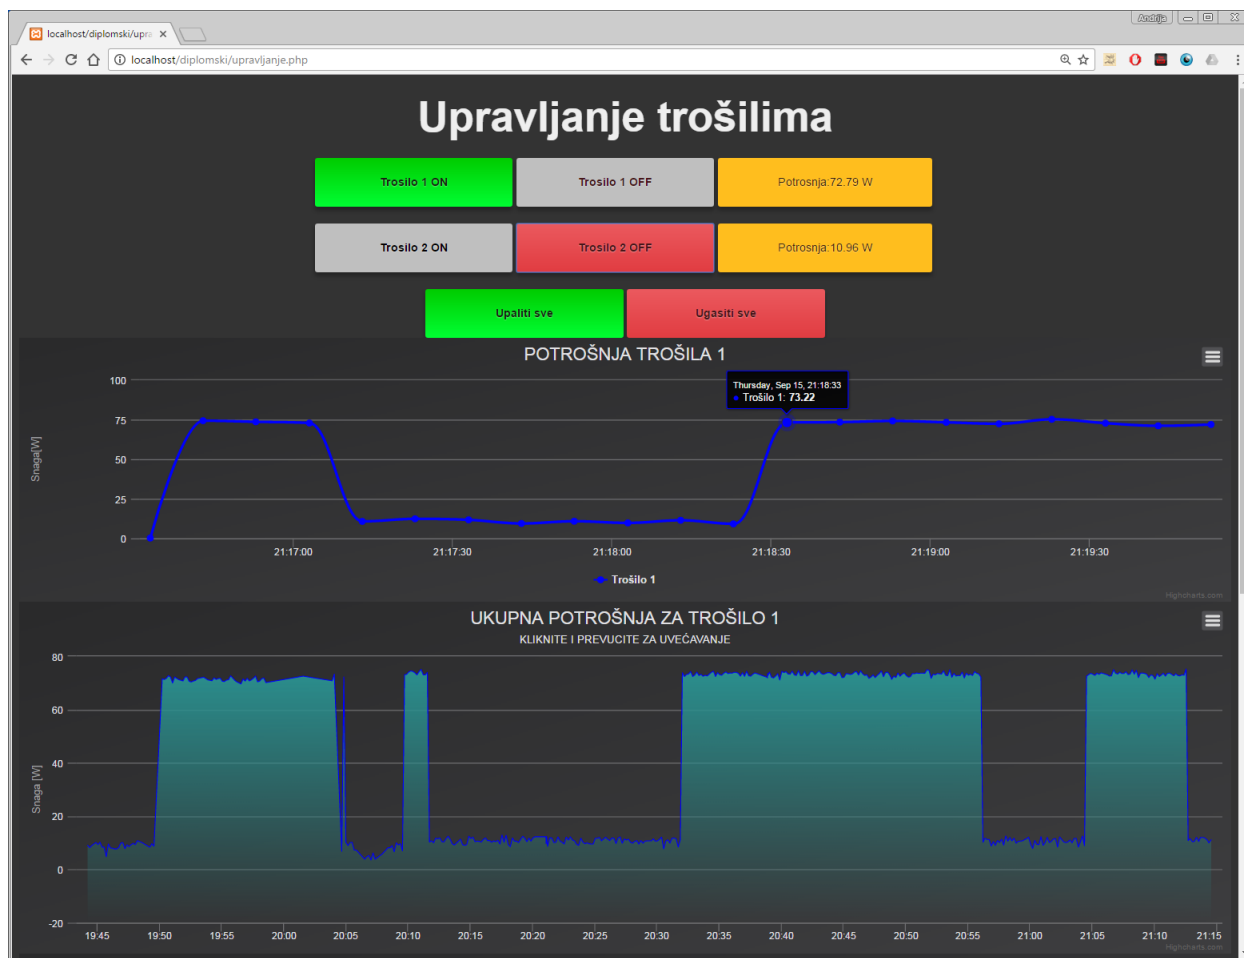 Andrija
localhost/diplomski/upra
localhost/diplomski/upravljanje.php
Upravljanje trošilima
Trosilo 1 ON Trosilo 1 OFF Potrosnja:72.79 W
Trosilo 2 ON Trosilo 2 OFF Potrosnja:10.96 W
Upaliti sve Ugasiti sve
POTROŠNJA TROŠILA 1
Snaga[W]
100
75
50
25
0
Thursday, Sep 15, 21:18:33
Trošilo 1: 73.22
21:17:00 21:17:30 21:18:00 21:18:30 21:19:00 21:19:30
Trošilo 1
Highcharts.com
UKUPNA POTROŠNJA ZA TROŠILO 1
KLIKNITE I PREVUCITE ZA UVEĆAVANJE
Snaga [W]
80
60
40
20
0
-20
19:45 19:50 19:55 20:00 20:05 20:10 20:15 20:20 20:25 20:30 20:35 20:40 20:45 20:50 20:55 21:00 21:05 21:10 21:15
Highcharts.com